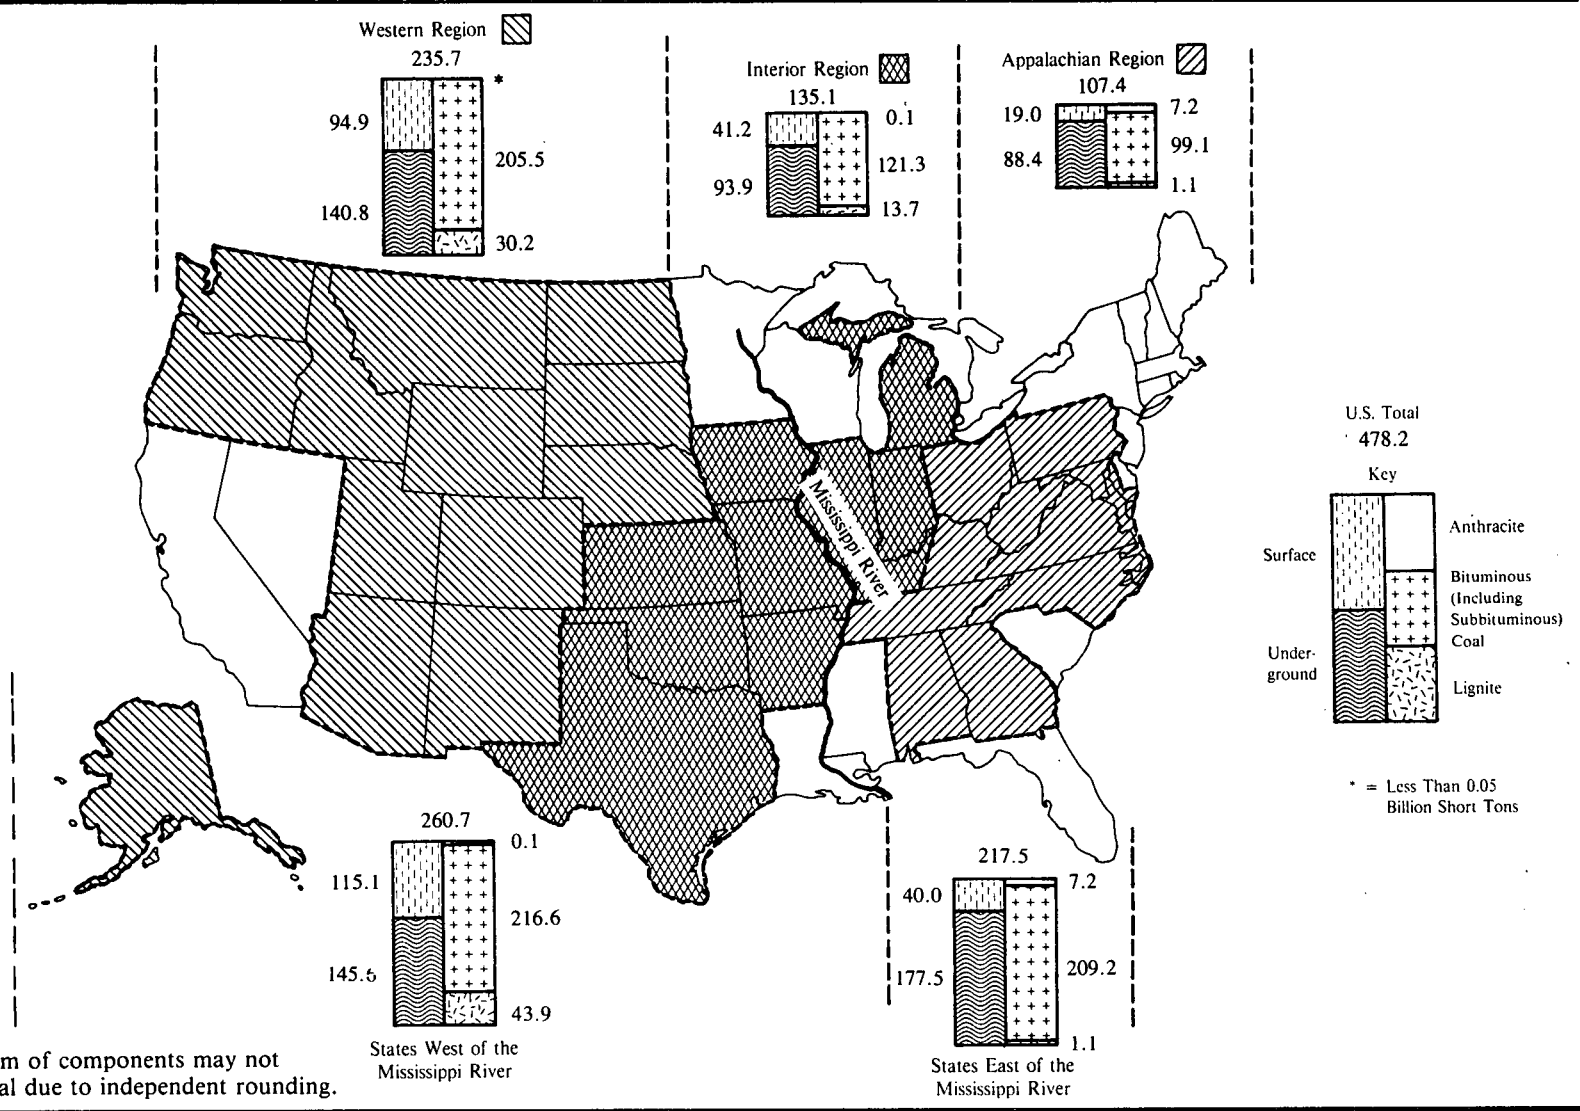 Western Region
235.7
*
94.9
205.5
140.8
30.2
Interior Region
135.1
0.1
41.2
121.3
93.9
13.7
Appalachian Region
107.4
19.0
7.2
99.1
88.4
1.1
Mississippi River
U.S. Total
478.2
Key
Surface
Anthracite
Bituminous
(Including
Subbituminous)
Coal
Under-
ground
Lignite
* = Less Than 0.05
Billion Short Tons
260.7
0.1
115.1
216.6
145.6
43.9
States West of the
Mississippi River
217.5
7.2
40.0
209.2
177.5
1.1
States East of the
Mississippi River
m of components may not
al due to independent rounding.